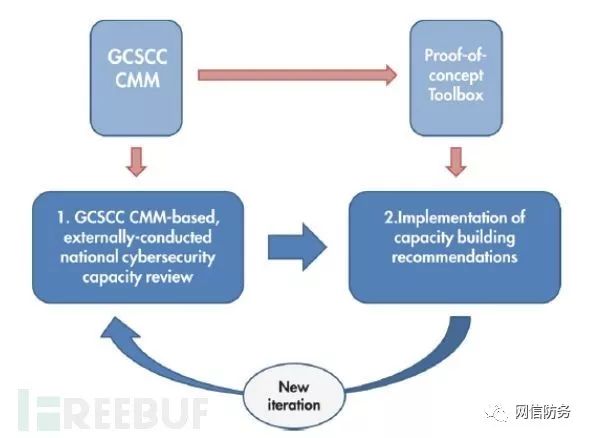 GCSCC
CMM
Proof-of-
concept
Toolbox
1. GCSCC CMM-based,
externally-conducted
national cybersecurity
capacity review
2.Implementation of
capacity building
recommendations
New
iteration
FREEBUF
网信防务